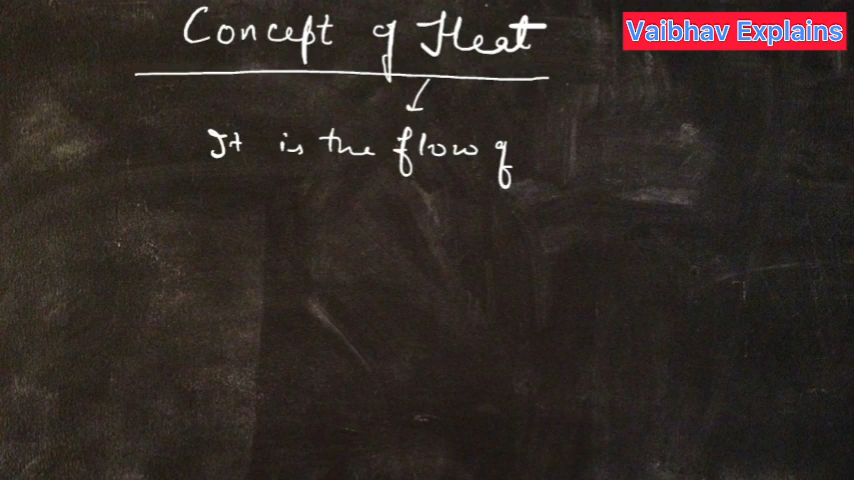 Concept of Heat
Vaibhav Explains
It is the flow of